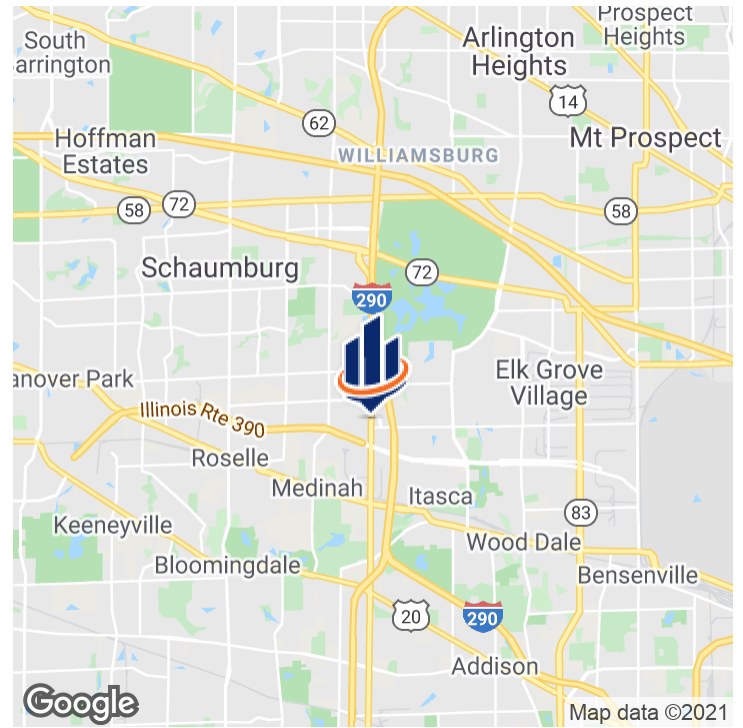 Prospect
Heights
South
arrington
Arlington
Heights
14
62
Hoffman
Estates
Mt Prospect
WILLIAMSBURG
72
58
58
Schaumburg
72
290
Elk Grove
Village
anover Park
Illinois Rte 390
Roselle
Medinah
Itasca
83
Keeneyville
Wood Dale
Bloomingdale
Bensenville
20
290
Addison
Google
Map data ©2021